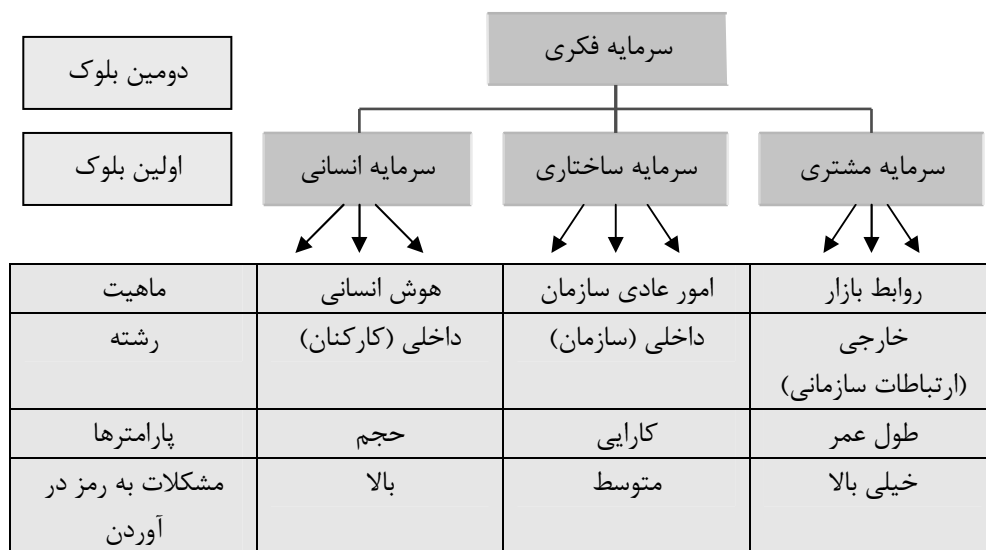 سرمایه فکری
دومین بلوک
سرمایه مشتری
سرمایه ساختاری
سرمایه انسانی
اولین بلوک
روابط بازار
امور عادی سازمان
هوش انسانی
ماهیت
خارجی
(ارتباطات سازمانی)
داخلی (سازمان)
داخلی (کارکنان)
رشته
طول عمر
کارایی
حجم
پارامترها
خیلی بالا
متوسط
بالا
مشکلات به رمز در
آوردن